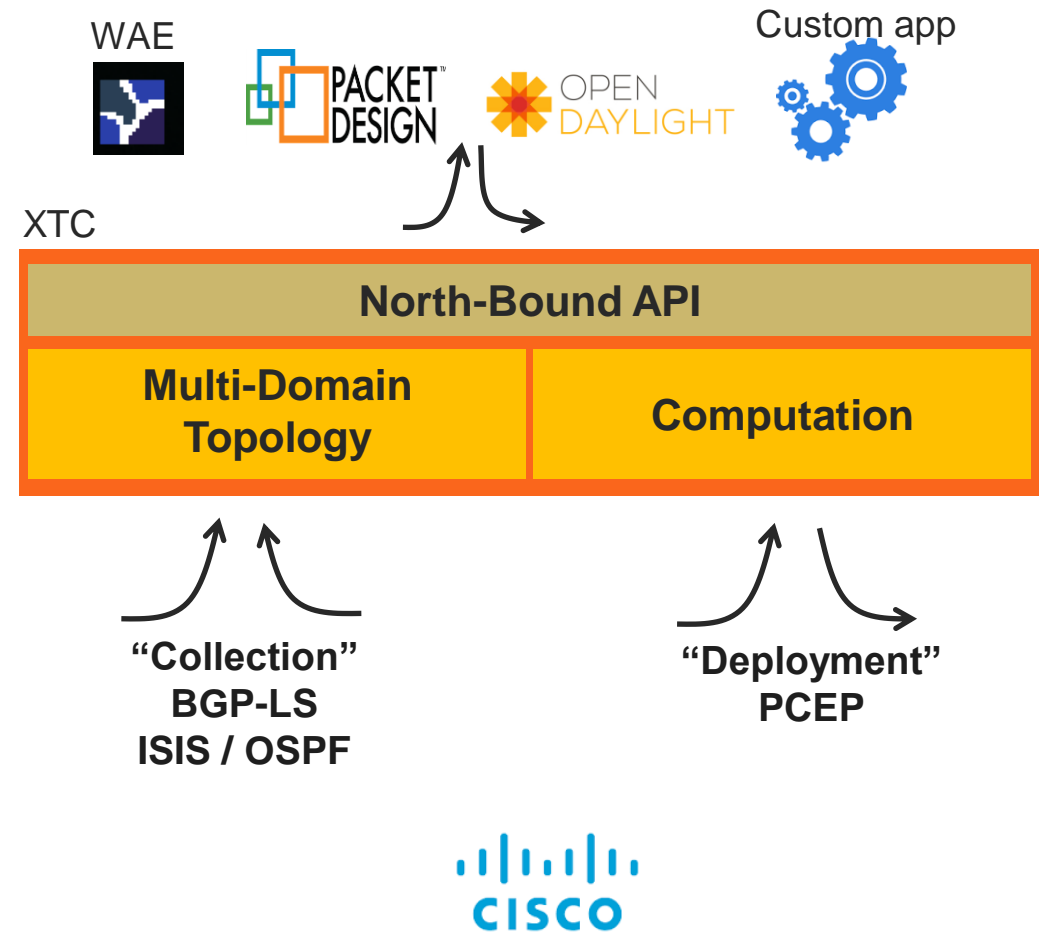 WAE
Custom app
PACKET™
DESIGN
OPEN
DAYLIGHT
XTC
North-Bound API
Multi-Domain
Topology
Computation
“Collection”
BGP-LS
ISIS / OSPF
“Deployment”
PCEP
CISCO